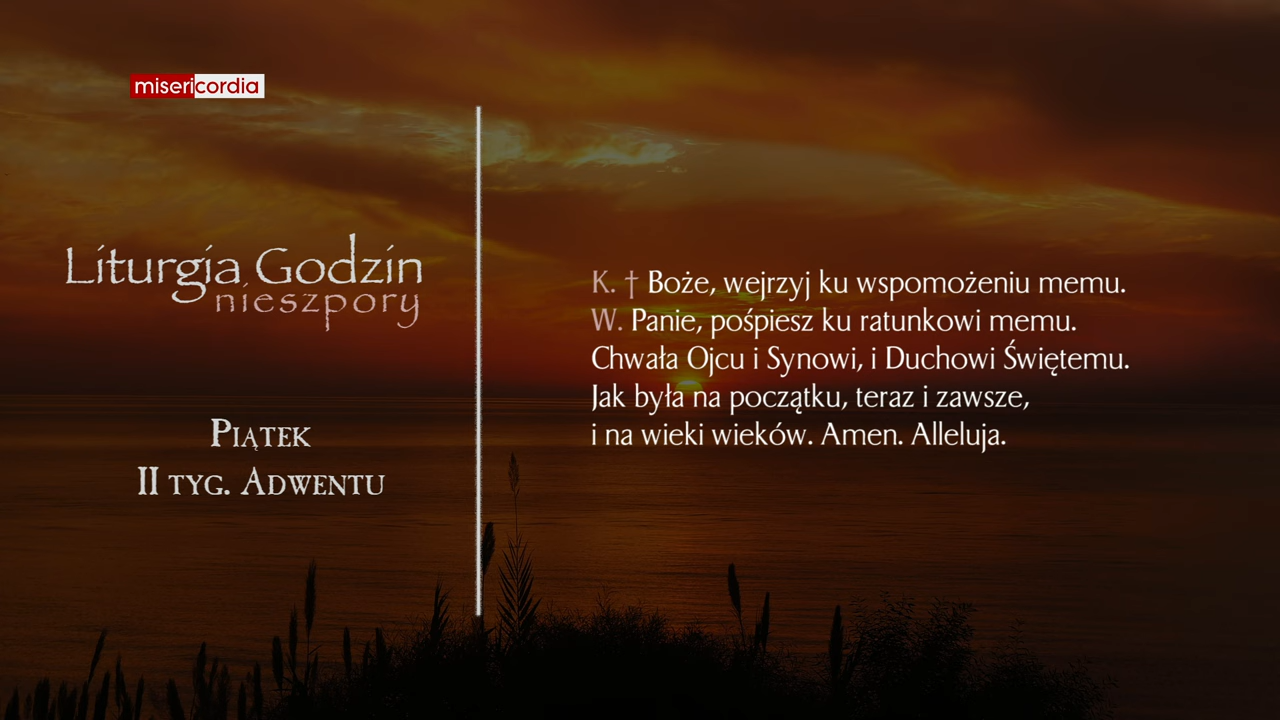 misericordia
Liturgia Godzin
nieszpory
Piątek
II tyg. Adwentu
K. † Boże, wejrzyj ku wspomożeniu memu.
W. Panie, pośpiesz ku ratunkowi memu.
Chwała Ojcu i Synowi, i Duchowi Świętemu.
Jak była na początku, teraz i zawsze,
i na wieki wieków. Amen. Alleluja.